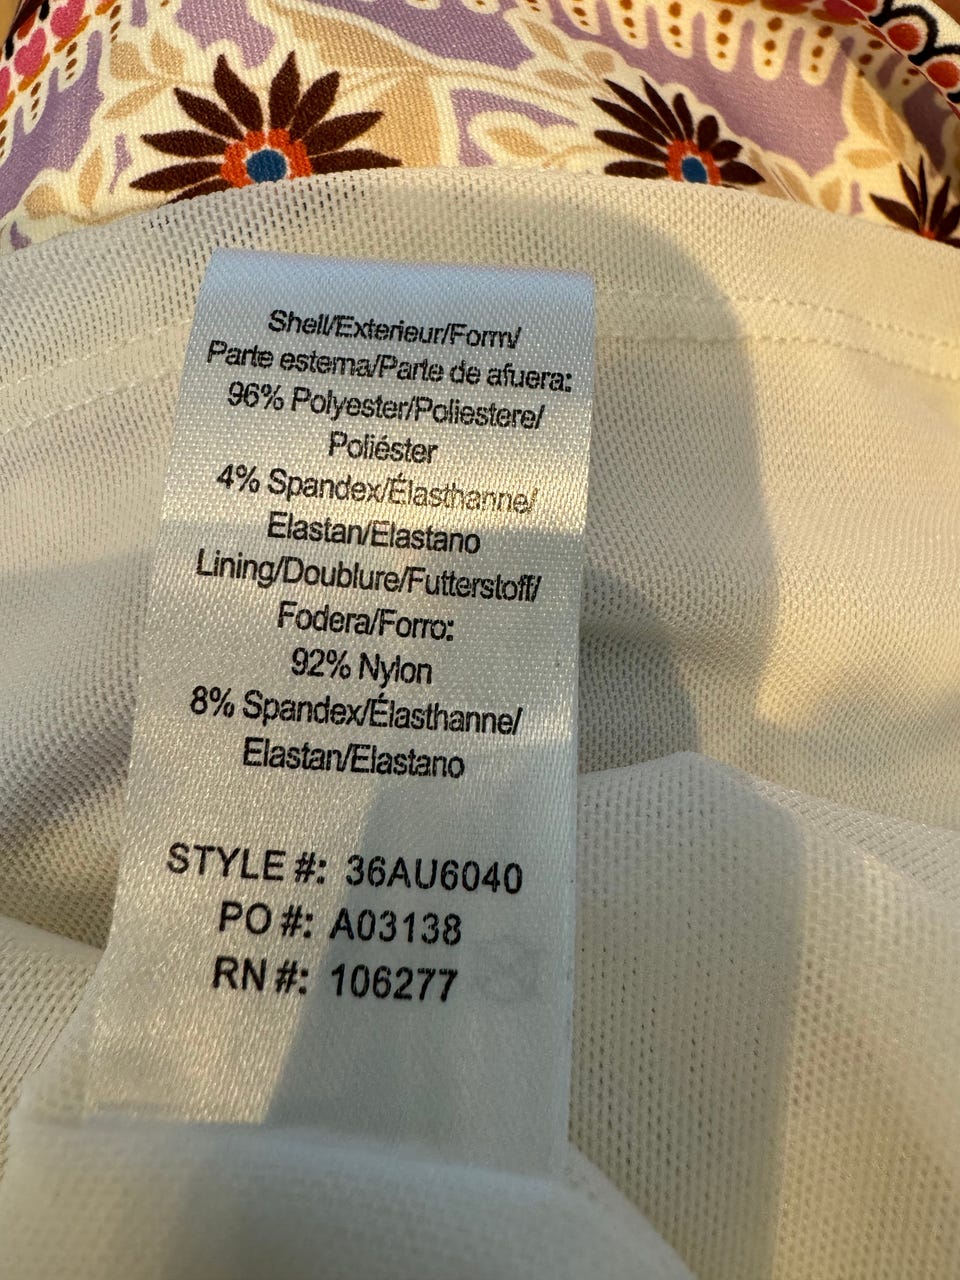 Shell/Exterieur/Form/
Parte esterna/Parte de afuera:
96% Polyester/Poliestere/
Poliéster
4% Spandex/Élasthanne/
Elastan/Elastano
Lining/Doublure/Futterstoff/
Fodera/Forro:
92% Nylon
8% Spandex/Élasthanne/
Elastan/Elastano
STYLE #: 36AU6040
PO #: A03138
RN #: 106277